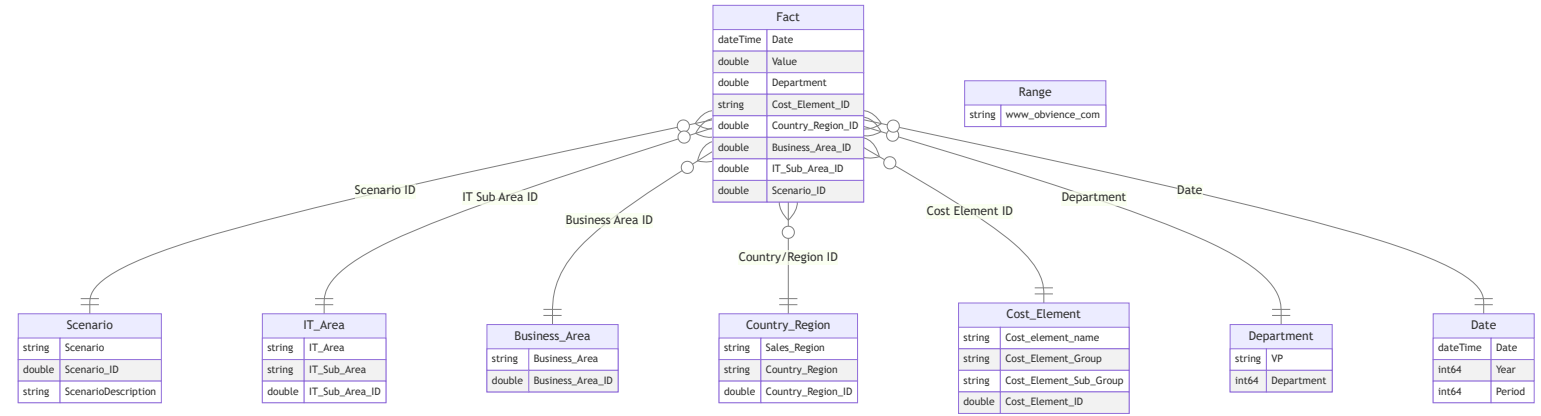 Fact
dateTime Date
double Value
double Department
string Cost_Element_ID
double Country_Region_ID
double Business_Area_ID
double IT_Sub_Area_ID
double Scenario_ID
Range
string www_obvience_com
Scenario ID
IT Sub Area ID
Business Area ID
Country/Region ID
Cost Element ID
Department
Date
Scenario
string Scenario
double Scenario_ID
string ScenarioDescription
IT_Area
string IT_Area
string IT_Sub_Area
double IT_Sub_Area_ID
Business_Area
string Business_Area
double Business_Area_ID
Country_Region
string Sales_Region
string Country_Region
double Country_Region_ID
Cost_Element
string Cost_element_name
string Cost_Element_Group
string Cost_Element_Sub_Group
double Cost_Element_ID
Department
string VP
int64 Department
Date
dateTime Date
int64 Year
int64 Period